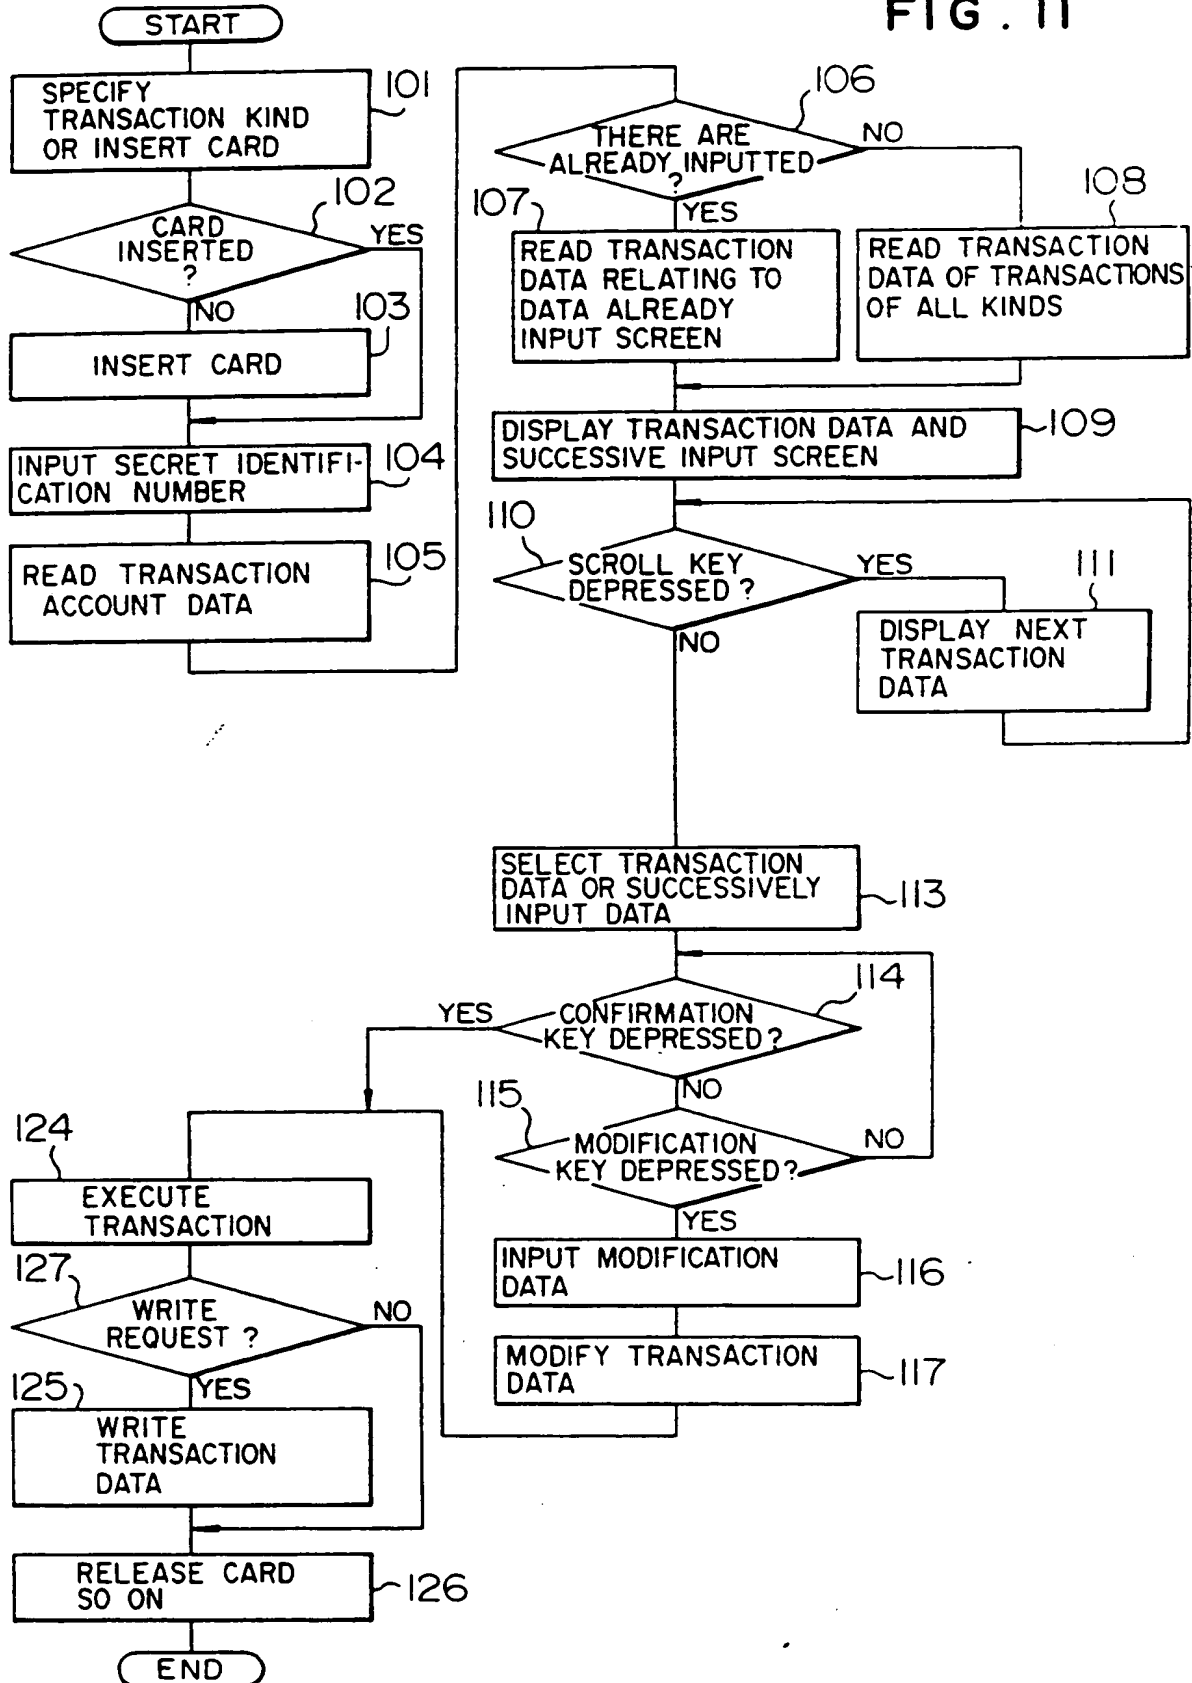 FIG. 11
START
101
SPECIFY
TRANSACTION KIND
OR INSERT CARD
102
CARD
INSERTED
?
YES
NO
103
INSERT CARD
INPUT SECRET IDENTIFI-
CATION NUMBER
104
READ TRANSACTION
ACCOUNT DATA
105
106
THERE ARE
ALREADY INPUTTED
?
NO
YES
107
READ TRANSACTION
DATA RELATING TO
DATA ALREADY
INPUT SCREEN
108
READ TRANSACTION
DATA OF TRANSACTIONS
OF ALL KINDS
DISPLAY TRANSACTION DATA AND
SUCCESSIVE INPUT SCREEN
109
110
SCROLL KEY
DEPRESSED ?
YES
NO
111
DISPLAY NEXT
TRANSACTION
DATA
SELECT TRANSACTION
DATA OR SUCCESSIVELY
INPUT DATA
113
114
CONFIRMATION
KEY DEPRESSED ?
YES
NO
115
MODIFICATION
KEY DEPRESSED ?
NO
YES
INPUT MODIFICATION
DATA
116
MODIFY TRANSACTION
DATA
117
124
EXECUTE
TRANSACTION
127
WRITE
REQUEST ?
NO
YES
125
WRITE
TRANSACTION
DATA
RELEASE CARD
SO ON
126
END